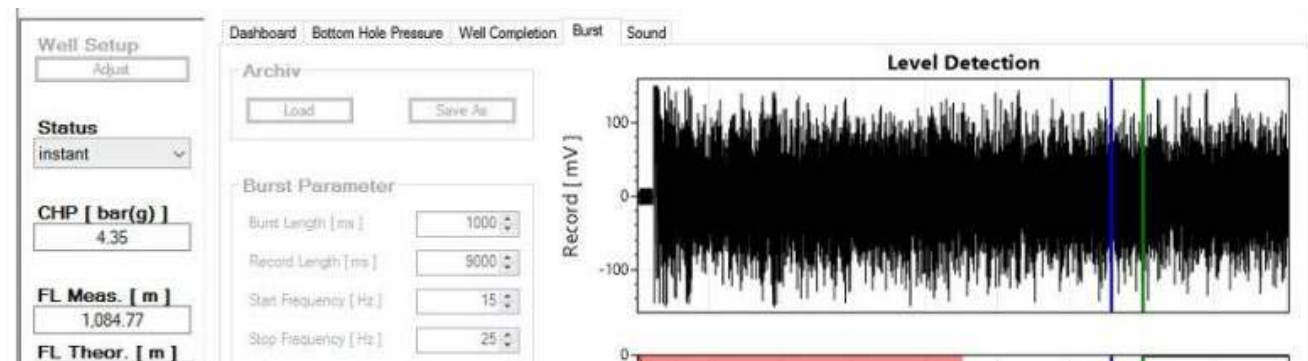 Dashboard Bottom Hole Pressure Well Completion Burst Sound
Well Setup
Adjust
Status
instant
CHP [ bar(g) ]
4.35
FL Meas. [ m ]
1,084.77
FL Theor. [ m ]
Archiv
Load Save As
Burst Parameter
Burst Length [ms] 1000
Record Length [ms] 9000
Start Frequency [Hz] 15
Stop Frequency [Hz] 25
Level Detection
Record [ mV ]
100
0
-100
0